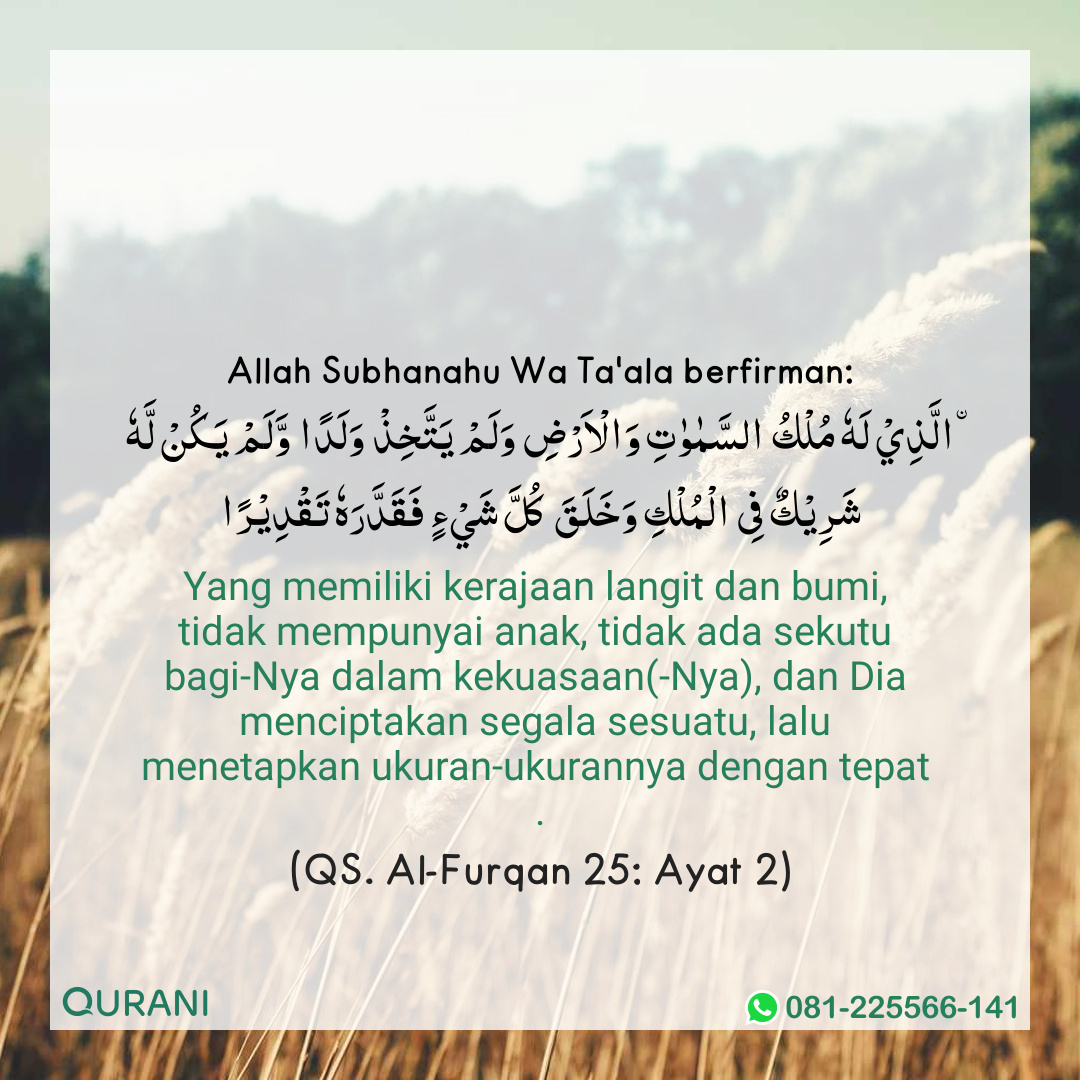 Allah Subhanahu Wa Ta'ala berfirman:
ۨالَّذِيْ لَهٗ مُلْكُ السَّمٰوٰتِ وَالْاَرْضِ وَلَمْ يَتَّخِذْ وَلَدًا وَّلَمْ يَكُنْ لَّهٗ
شَرِيْكٌ فِى الْمُلْكِ وَخَلَقَ كُلَّ شَيْءٍ فَقَدَّرَهٗ تَقْدِيْرًا
Yang memiliki kerajaan langit dan bumi,
tidak mempunyai anak, tidak ada sekutu
bagi-Nya dalam kekuasaan(-Nya), dan Dia
menciptakan segala sesuatu, lalu
menetapkan ukuran-ukurannya dengan tepat
.
(QS. Al-Furqan 25: Ayat 2)
QURANI
081-225566-141